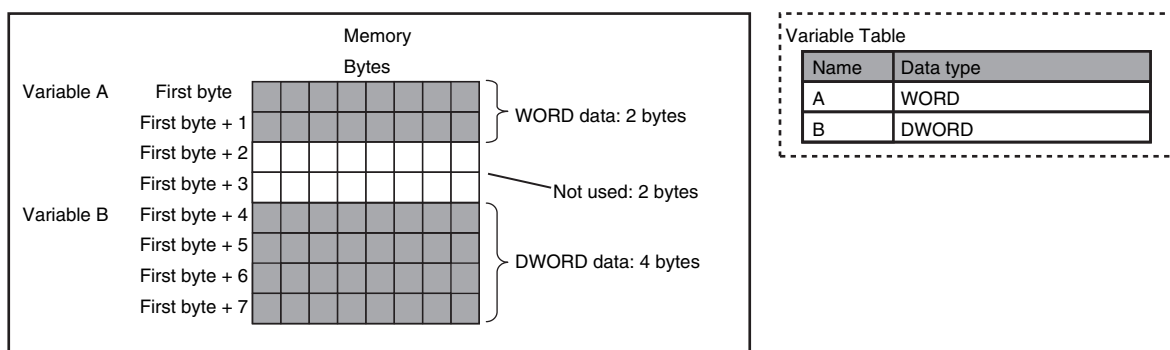 Memory
Bytes
Variable A
First byte
First byte + 1
WORD data: 2 bytes
First byte + 2
First byte + 3
Not used: 2 bytes
Variable B
First byte + 4
First byte + 5
DWORD data: 4 bytes
First byte + 6
First byte + 7
Variable Table
Name Data type
A WORD
B DWORD